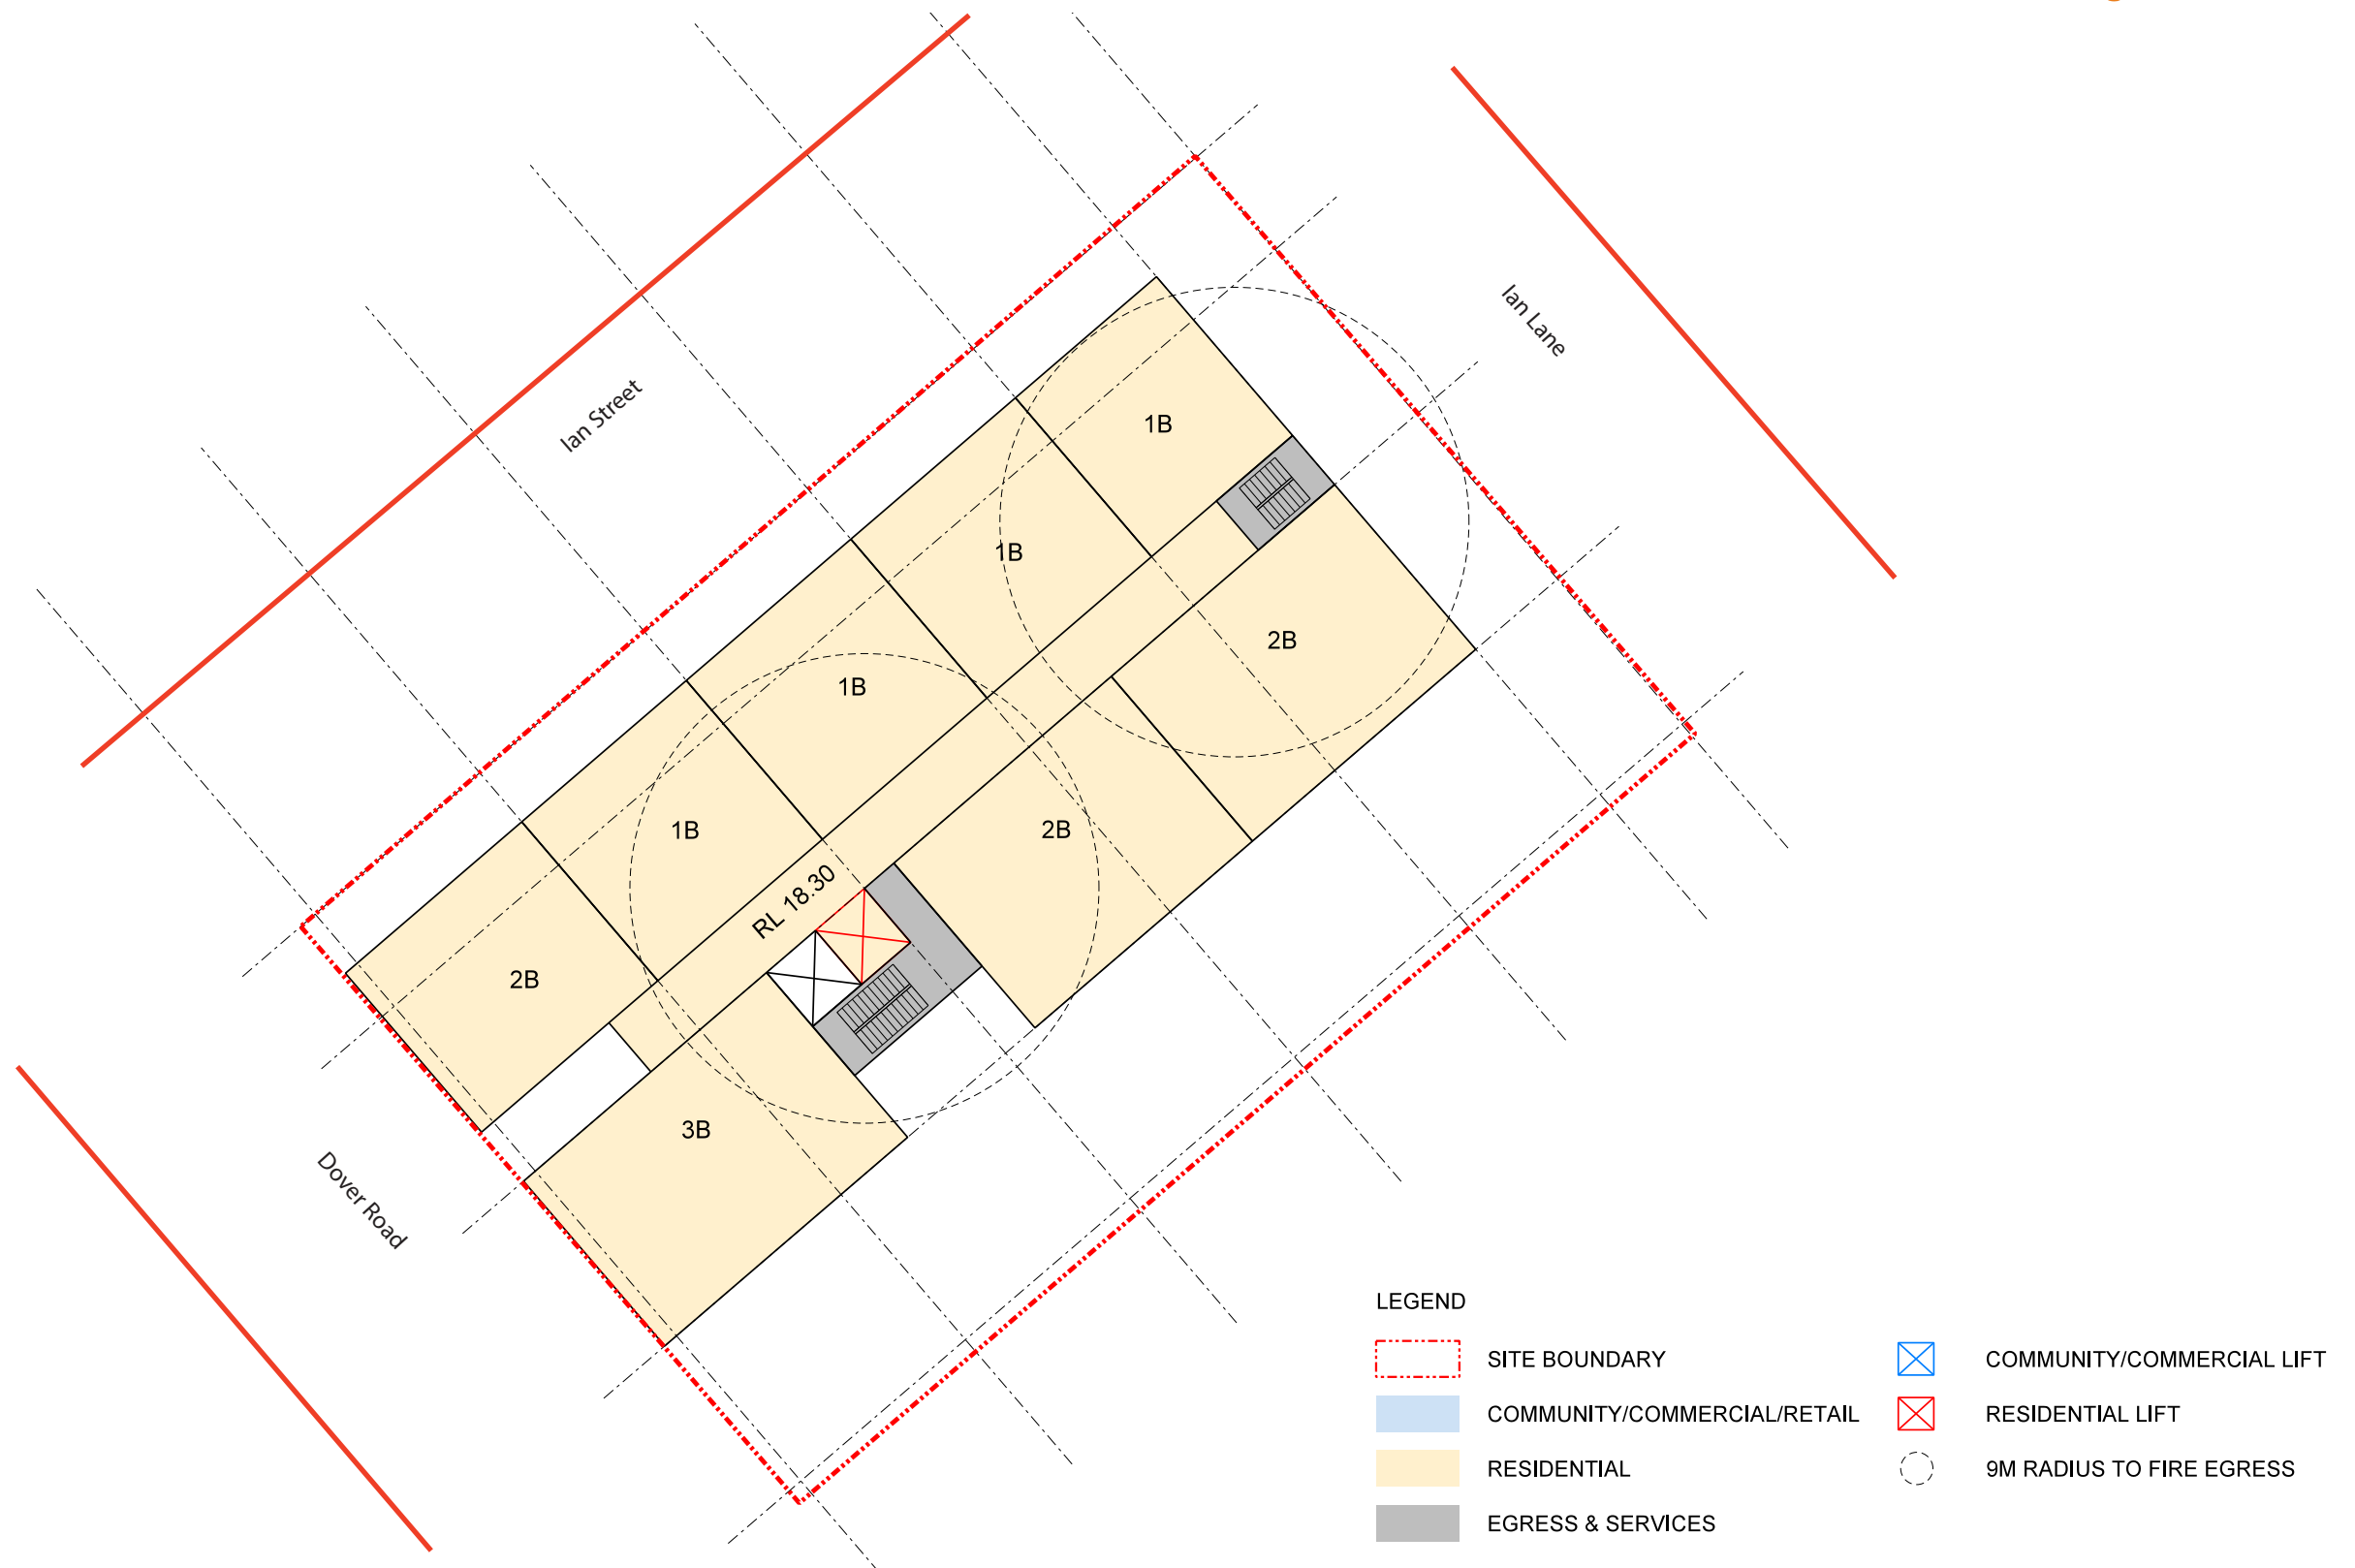 Ian Lane
Ian Street
1B
1B
2B
1B
1B
2B
RL 18.30
2B
3B
Dover Road
LEGEND
SITE BOUNDARY
COMMUNITY/COMMERCIAL/RETAIL
RESIDENTIAL
EGRESS & SERVICES
COMMUNITY/COMMERCIAL LIFT
RESIDENTIAL LIFT
9M RADIUS TO FIRE EGRESS